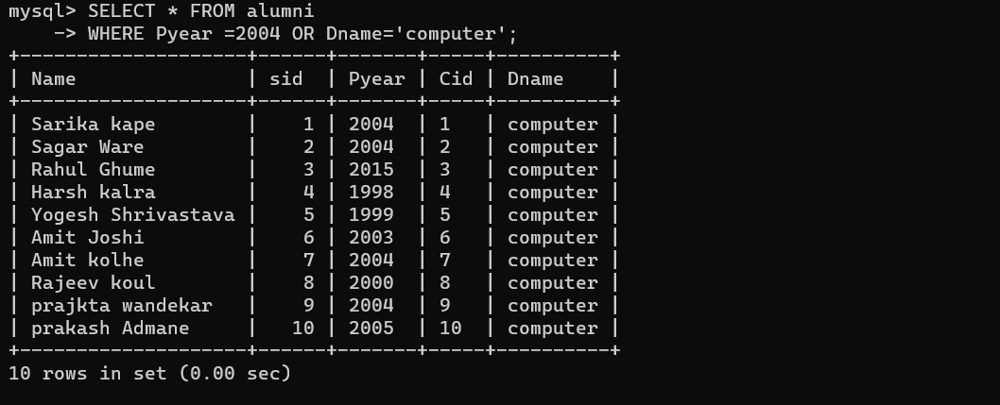 mysql> SELECT * FROM alumni
    -> WHERE Pyear =2004 OR Dname='computer';
+--------------------+------+-------+-----+----------+
| Name               | sid  | Pyear | Cid | Dname    |
+--------------------+------+-------+-----+----------+
| Sarika kape        |    1 | 2004  | 1   | computer |
| Sagar Ware         |    2 | 2004  | 2   | computer |
| Rahul Ghume        |    3 | 2015  | 3   | computer |
| Harsh kalra        |    4 | 1998  | 4   | computer |
| Yogesh Shrivastava |    5 | 1999  | 5   | computer |
| Amit Joshi         |    6 | 2003  | 6   | computer |
| Amit kolhe         |    7 | 2004  | 7   | computer |
| Rajeev koul        |    8 | 2000  | 8   | computer |
| prajkta wandekar   |    9 | 2004  | 9   | computer |
| prakash Admane     |   10 | 2005  | 10  | computer |
+--------------------+------+-------+-----+----------+
10 rows in set (0.00 sec)